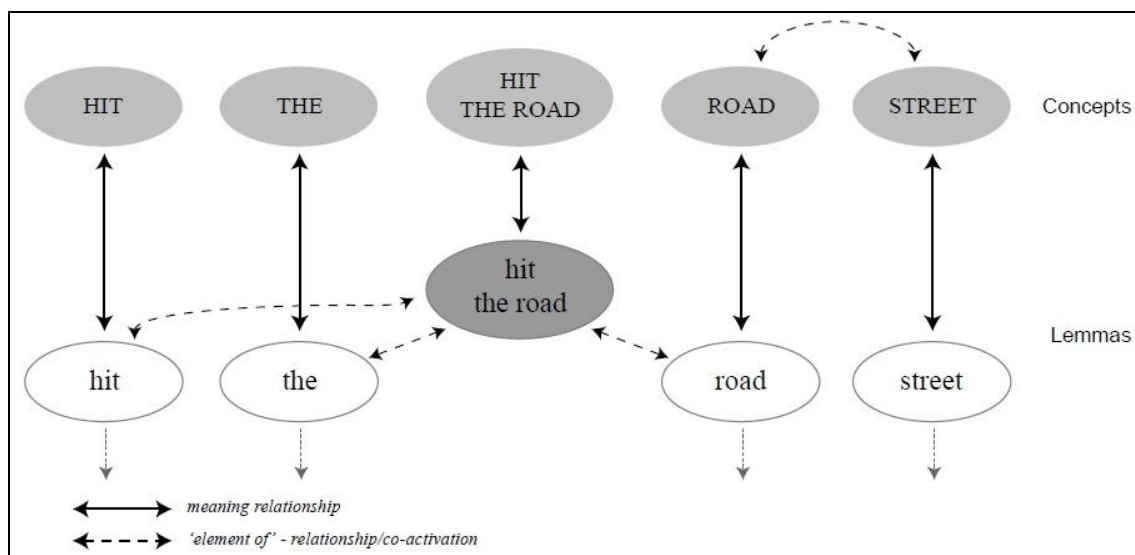 HIT
THE
HIT
THE ROAD
ROAD
STREET
Concepts
hit
the road
Lemmas
hit
the
road
street
meaning relationship
‘element of’ - relationship/co-activation